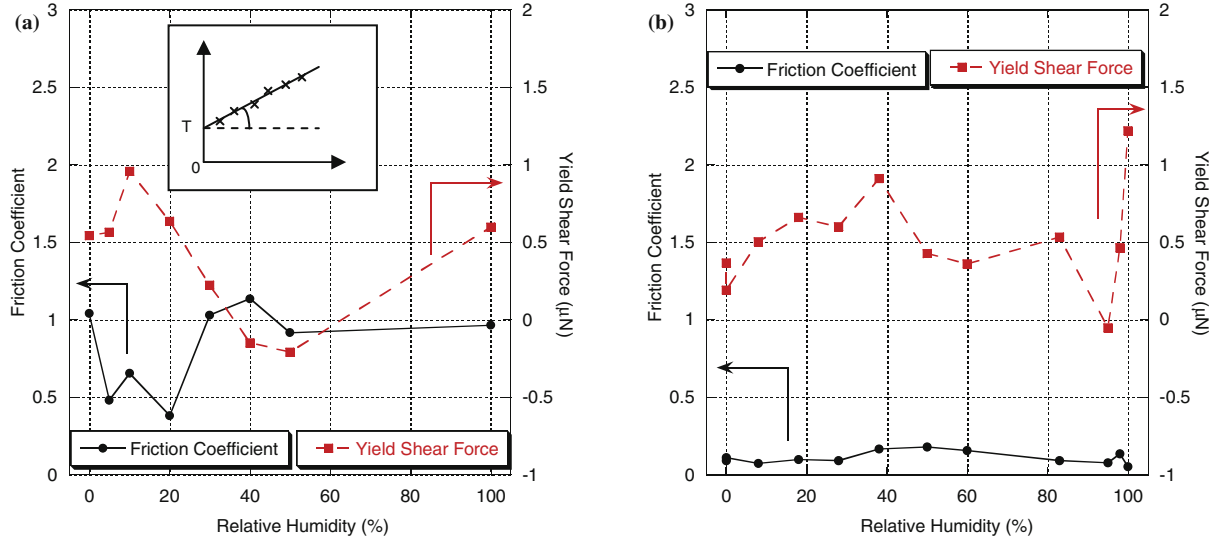 (a)
3
2.5
2
1.5
1
0.5
0
Friction Coefficient
T
0
2
1.5
1
0.5
0
-0.5
-1
Yield Shear Force (μN)
Friction Coefficient
Yield Shear Force
0 20 40 60 80 100
Relative Humidity (%)
(b)
3
2.5
2
1.5
1
0.5
0
Friction Coefficient
Friction Coefficient
Yield Shear Force
2
1.5
1
0.5
0
-0.5
-1
Yield Shear Force (μN)
0 20 40 60 80 100
Relative Humidity (%)